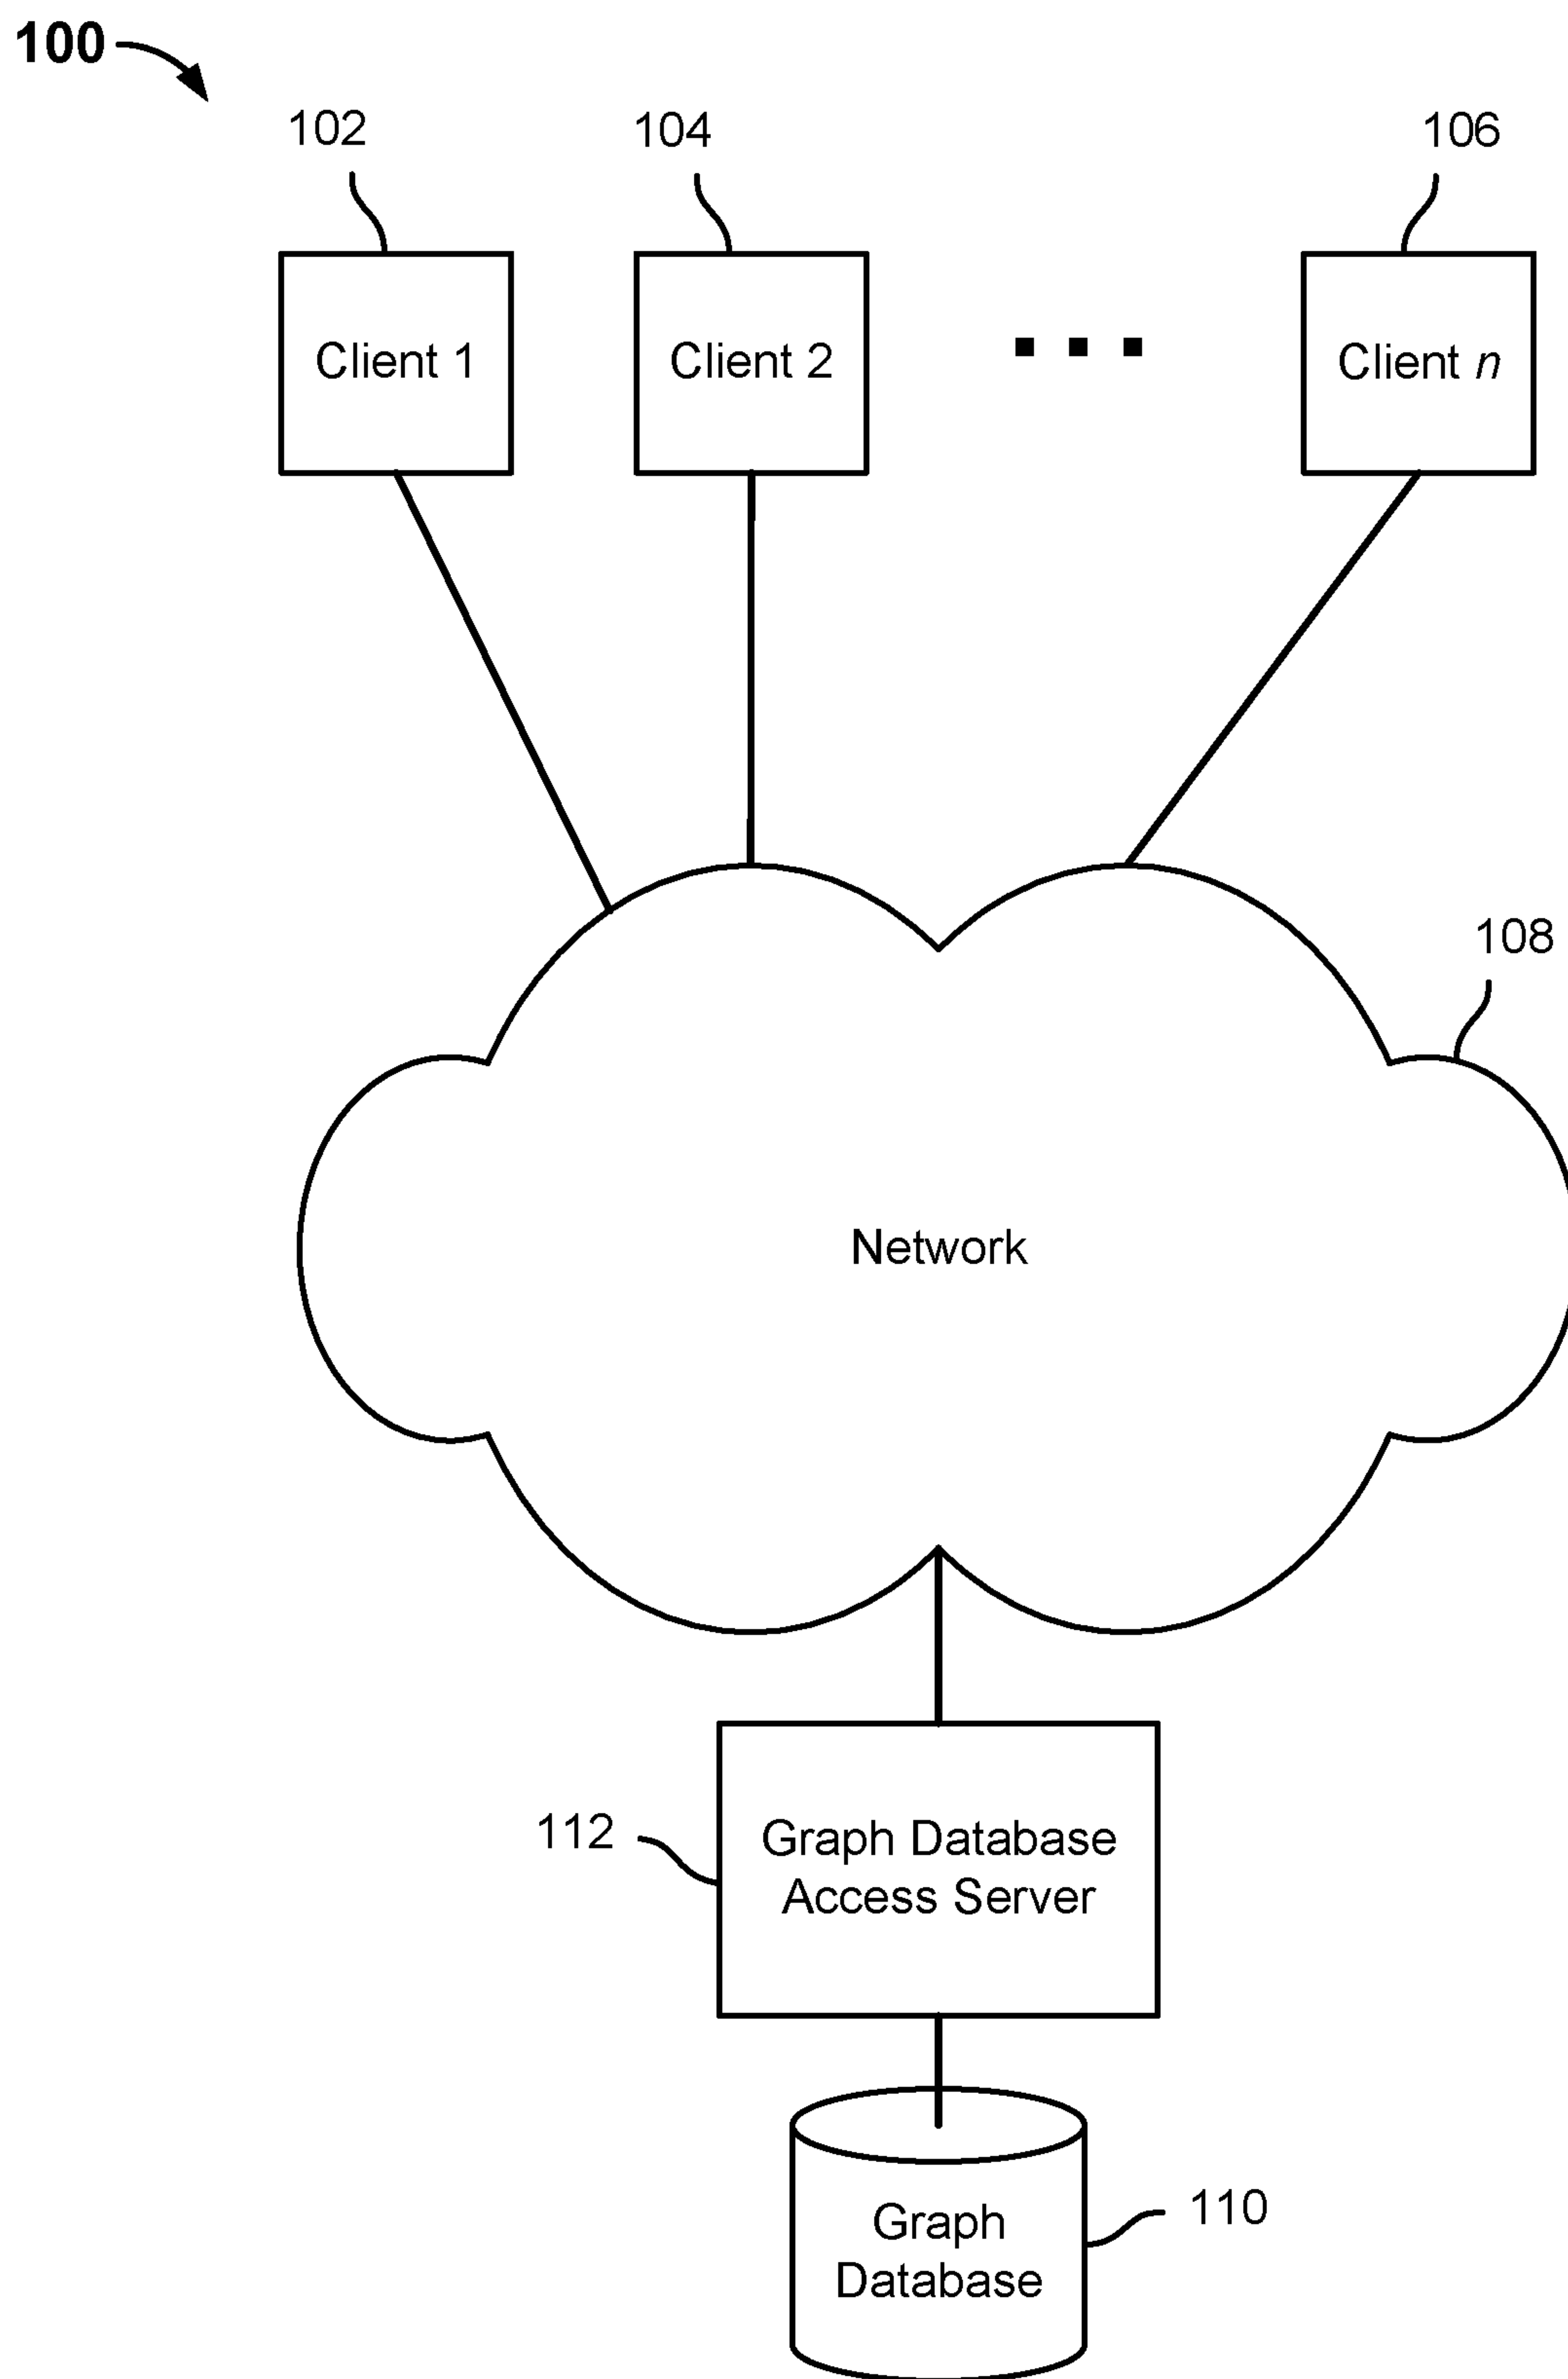 100
102
104
106
Client 1
Client 2
Client n
108
Network
112
Graph Database
Access Server
110
Graph
Database